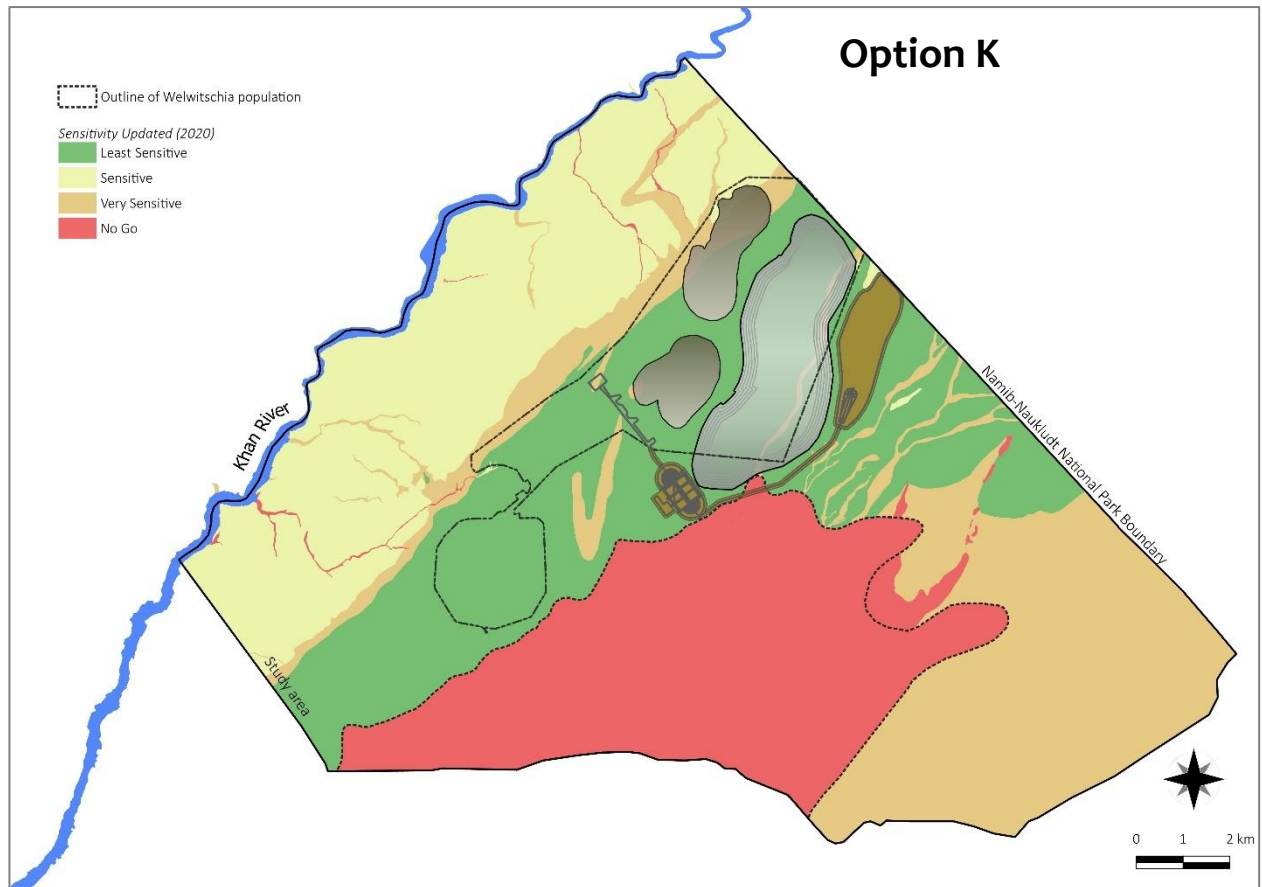 Option K
Outline of Welwitschia population
Sensitivity Updated (2020)
Least Sensitive
Sensitive
Very Sensitive
No Go
Khan River
Namib-Naukludt National Park Boundary
Study area
0 1 2 km